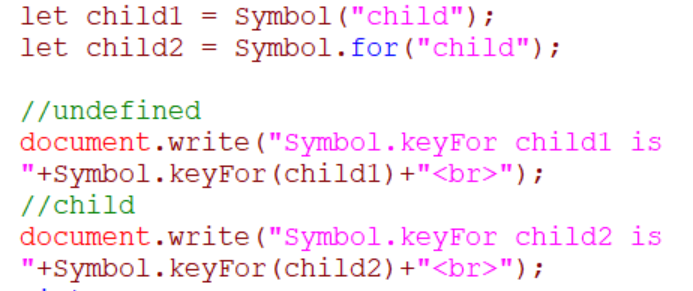 let child1 = Symbol("child");
let child2 = Symbol.for("child");
//undefined
document.write("Symbol.keyFor child1 is
"+Symbol.keyFor(child1)+"<br>");
//child
document.write("Symbol.keyFor child2 is
"+Symbol.keyFor(child2)+"<br>");